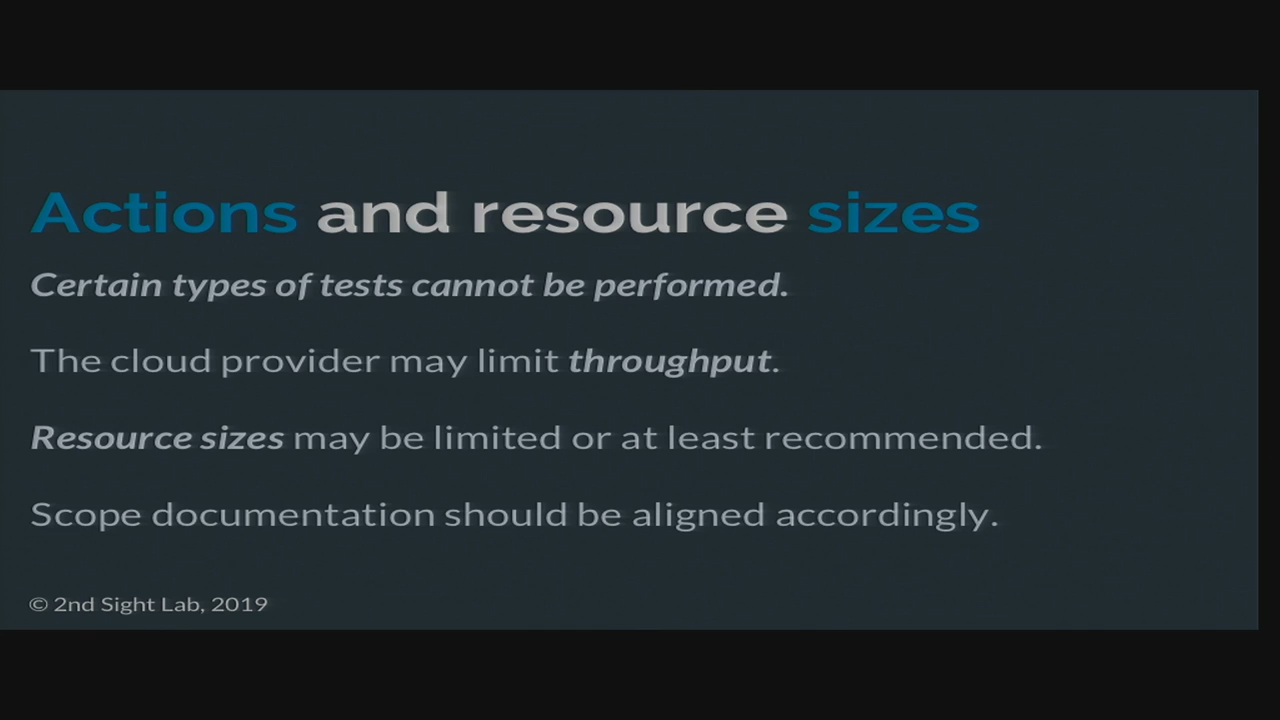 Actions and resource sizes
Certain types of tests cannot be performed.
The cloud provider may limit throughput.
Resource sizes may be limited or at least recommended.
Scope documentation should be aligned accordingly.
© 2nd Sight Lab, 2019